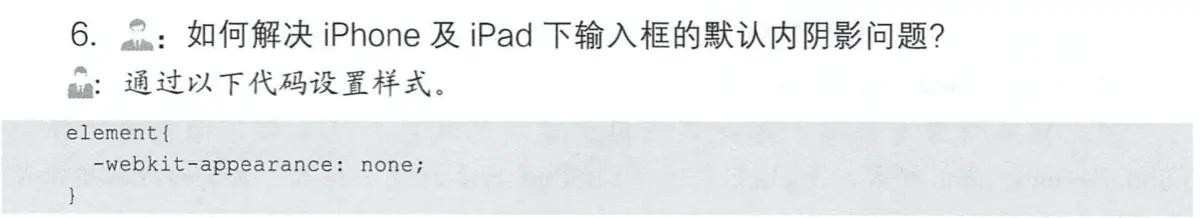 6. ：如何解决 iPhone 及 iPad 下输入框的默认内阴影问题？
：通过以下代码设置样式。
element{
-webkit-appearance: none;
}